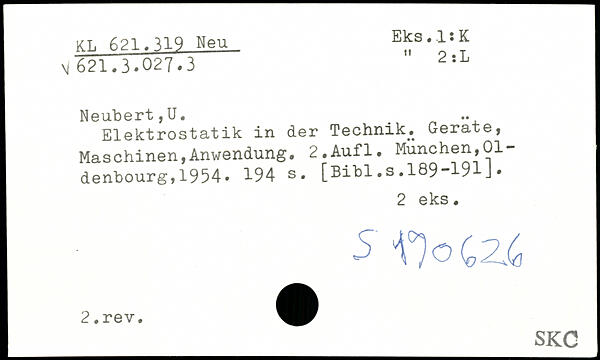 KL 621.319 Neu
Eks.1:K
√621.3.027.3
" 2:L
Neubert,U.
Elektrostatik in der Technik. Geräte,
Maschinen,Anwendung. 2.Aufl. München,Ol-
denbourg,1954. 194 s. [Bibl.s.189-191].
2 eks.
S 190626
2.rev.
SKC